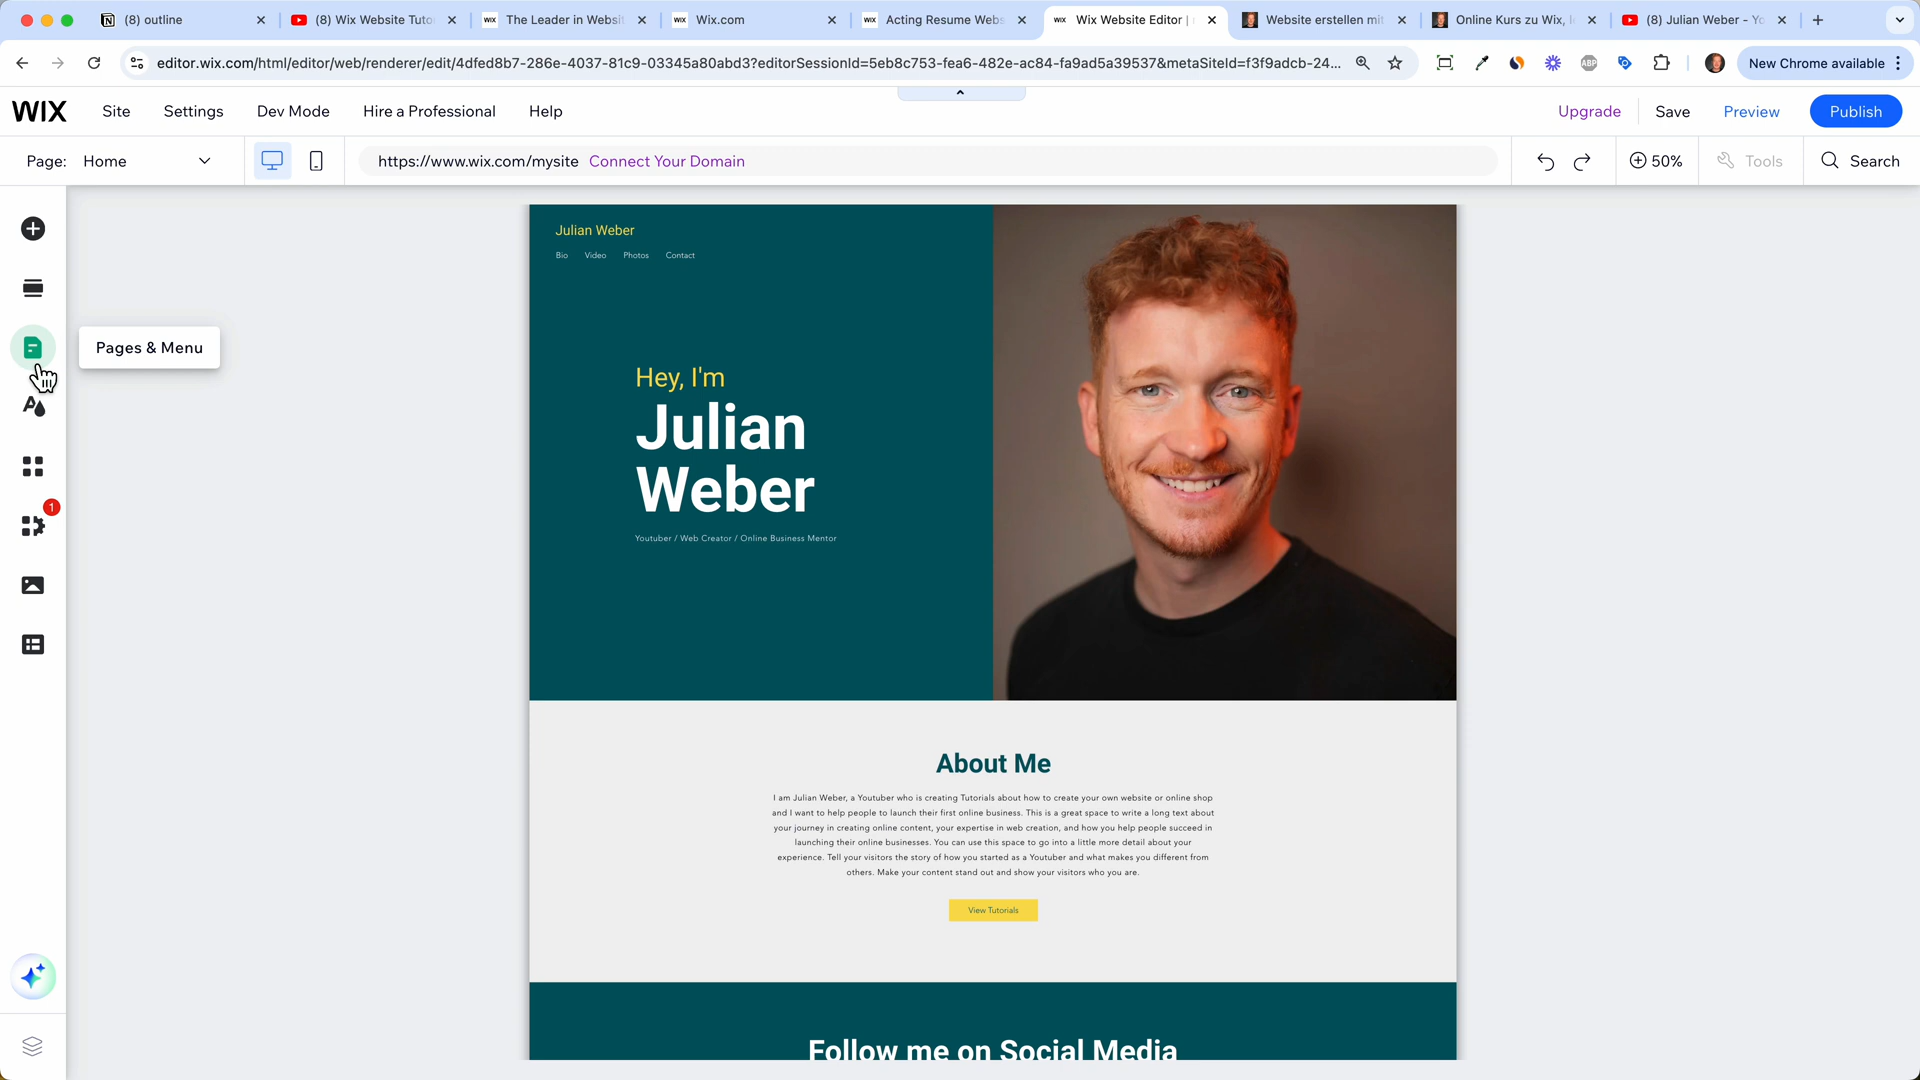 (8) outline
(8) Wix Website Tuto
The Leader in Websit
Wix.com
Acting Resume Webs
Wix Website Editor |
Website erstellen mit
Online Kurs zu Wix, l
(8) Julian Weber - Yo
editor.wix.com/html/editor/web/renderer/edit/4dfed8b7-286e-4037-81c9-03345a80abd3?editorSessionId=5eb8c753-fea6-482e-ac84-fa9ad5a39537&metaSiteId=f3f9adcb-24...
ABP
New Chrome available
WIX
Site
Settings
Dev Mode
Hire a Professional
Help
Upgrade
Save
Preview
Publish
Page: Home
https://www.wix.com/mysite Connect Your Domain
50%
Tools
Search
Pages & Menu
1
Julian Weber
Bio Video Photos Contact
Hey, I'm
Julian
Weber
Youtuber / Web Creator / Online Business Mentor
About Me
I am Julian Weber, a Youtuber who is creating Tutorials about how to create your own website or online shop
and I want to help people to launch their first online business. This is a great space to write a long text about
your journey in creating online content, your expertise in web creation, and how you help people succeed in
launching their online businesses. You can use this space to go into a little more detail about your
experience. Tell your visitors the story of how you started as a Youtuber and what makes you different from
others. Make your content stand out and show your visitors who you are.
View Tutorials
Follow me on Social Media